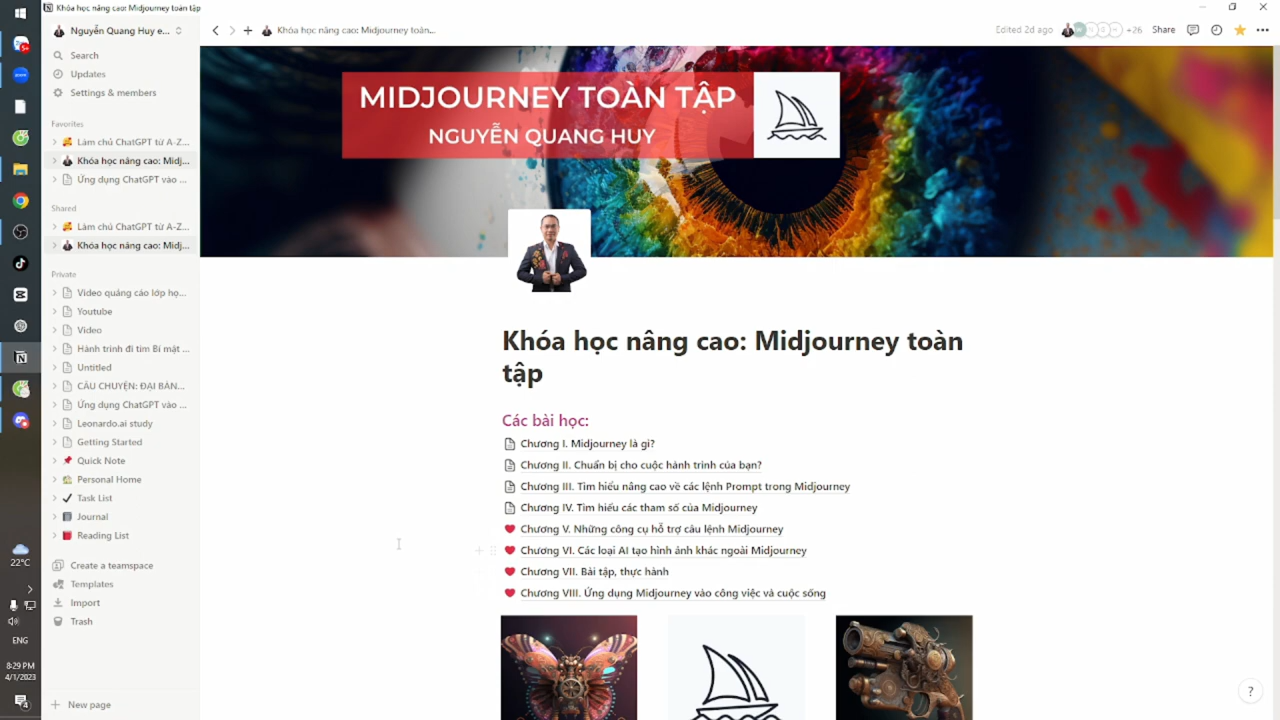 Khóa học nâng cao: Midjourney toàn tập
Nguyễn Quang Huy e...
Khóa học nâng cao: Midjourney toàn...
Edited 2d ago
+26
Share
Search
Updates
Settings & members
Favorites
Làm chủ ChatGPT từ A-Z...
Khóa học nâng cao: Midj...
Ứng dụng ChatGPT vào ...
Shared
Làm chủ ChatGPT từ A-Z...
Khóa học nâng cao: Midj...
Private
Video quảng cáo lớp họ...
Youtube
Video
Hành trình đi tìm Bí mật ...
Untitled
CÂU CHUYỆN: ĐẠI BÀN...
Ứng dụng ChatGPT vào ...
Leonardo.ai study
Getting Started
Quick Note
Personal Home
Task List
Journal
Reading List
Create a teamspace
Templates
Import
Trash
New page
MIDJOURNEY TOÀN TẬP
NGUYỄN QUANG HUY
Khóa học nâng cao: Midjourney toàn
tập
Các bài học:
Chương I. Midjourney là gì?
Chương II. Chuẩn bị cho cuộc hành trình của bạn?
Chương III. Tìm hiểu nâng cao về các lệnh Prompt trong Midjourney
Chương IV. Tìm hiểu các tham số của Midjourney
Chương V. Những công cụ hỗ trợ câu lệnh Midjourney
Chương VI. Các loại AI tạo hình ảnh khác ngoài Midjourney
Chương VII. Bài tập, thực hành
Chương VIII. Ứng dụng Midjourney vào công việc và cuộc sống
22°C
ENG
8:29 PM
4/1/2023
?